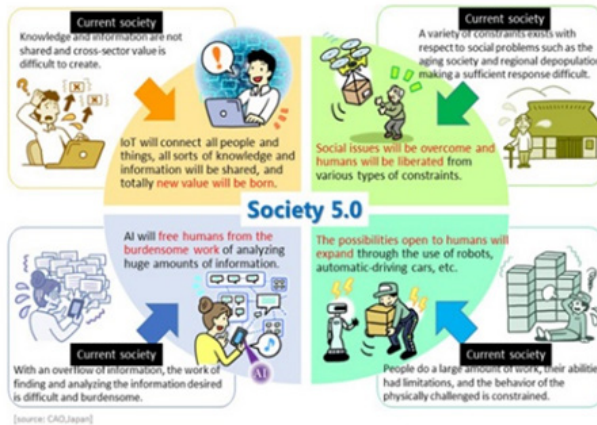 Current society
Knowledge and information are not
shared and cross-sector value is
difficult to create.
IoT will connect all people and
things, all sorts of knowledge and
information will be shared, and
totally new value will be born.
Current society
A variety of constraints exists with
respect to social problems such as the
aging society and regional depopulation,
making a sufficient response difficult.
Social issues will be overcome and
humans will be liberated from
various types of constraints.
Society 5.0
AI will free humans from the
burdensome work of analyzing
huge amounts of information.
AI
Current society
With an overflow of information, the work of
finding and analyzing the information desired
is difficult and burdensome.
The possibilities open to humans will
expand through the use of robots,
automatic-driving cars, etc.
Current society
People do a large amount of work, their abilities
had limitations, and the behavior of the
physically challenged is constrained.
[source: CAO,Japan]